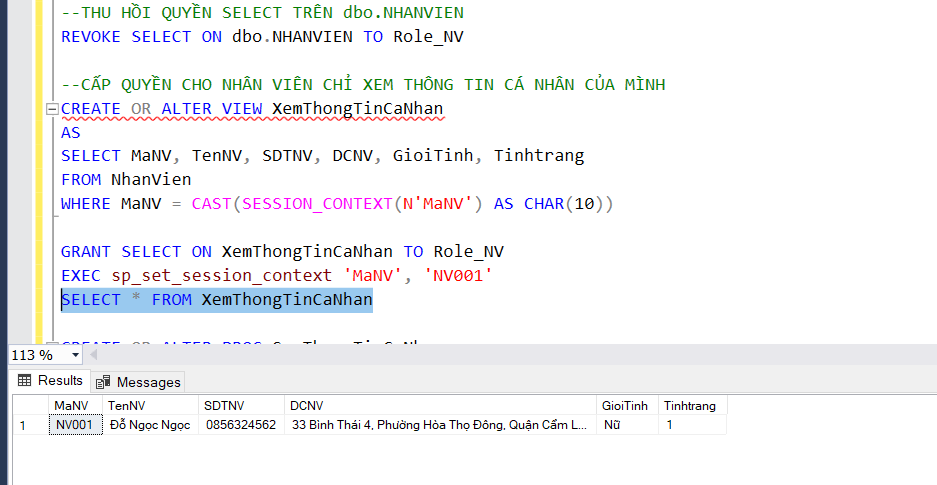 --THU HỒI QUYỀN SELECT TRÊN dbo.NHANVIEN
REVOKE SELECT ON dbo.NHANVIEN TO Role_NV
--CẤP QUYỀN CHO NHÂN VIÊN CHỈ XEM THÔNG TIN CÁ NHÂN CỦA MÌNH
CREATE OR ALTER VIEW XemThongTinCaNhan
AS
SELECT MaNV, TenNV, SDTNV, DCNV, GioiTinh, Tinhtrang
FROM NhanVien
WHERE MaNV = CAST(SESSION_CONTEXT(N'MaNV') AS CHAR(10))
GRANT SELECT ON XemThongTinCaNhan TO Role_NV
EXEC sp_set_session_context 'MaNV', 'NV001'
SELECT * FROM XemThongTinCaNhan
113 %
Results Messages
MaNV TenNV SDTNV DCNV GioiTinh Tinhtrang
1 NV001 Đỗ Ngọc Ngọc 0856324562 33 Bình Thái 4, Phường Hòa Thọ Đông, Quận Cẩm L... Nữ 1